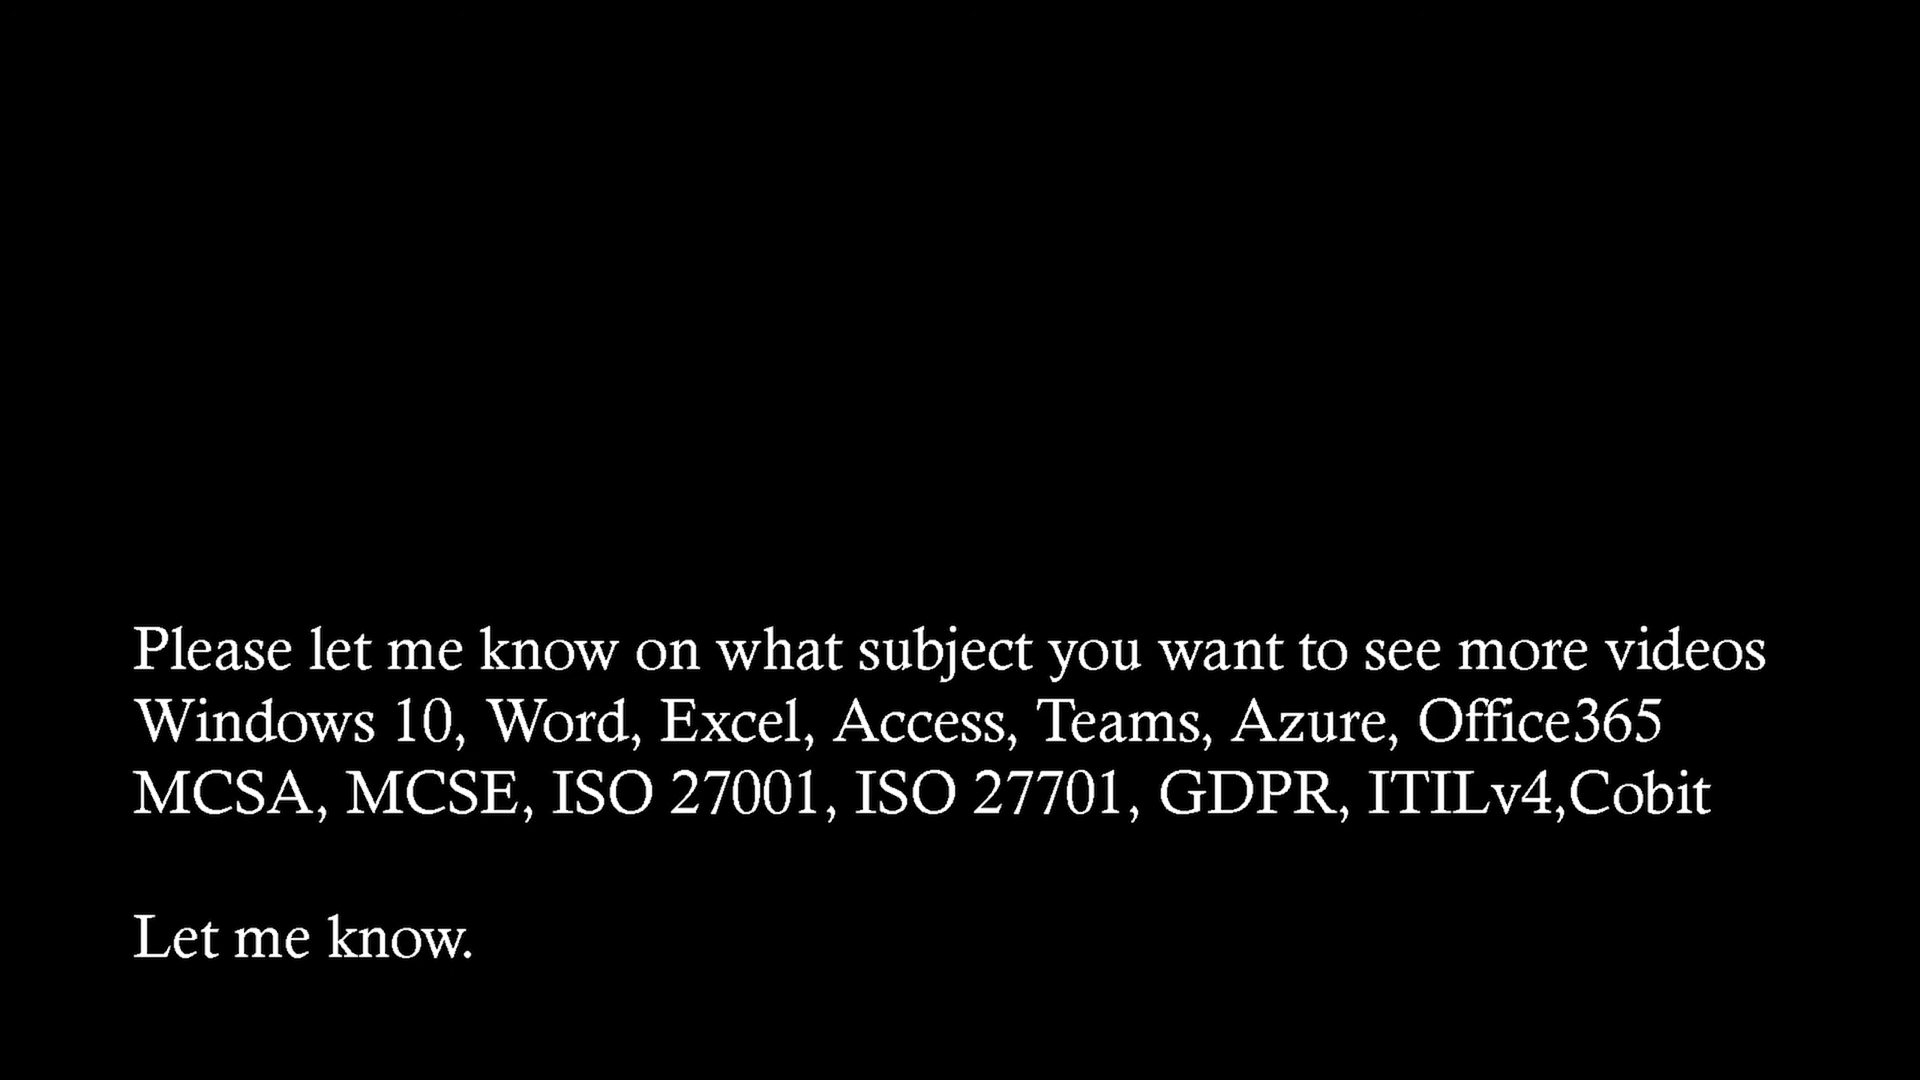 Please let me know on what subject you want to see more videos
Windows 10, Word, Excel, Access, Teams, Azure, Office365
MCSA, MCSE, ISO 27001, ISO 27701, GDPR, ITILv4,Cobit
Let me know.